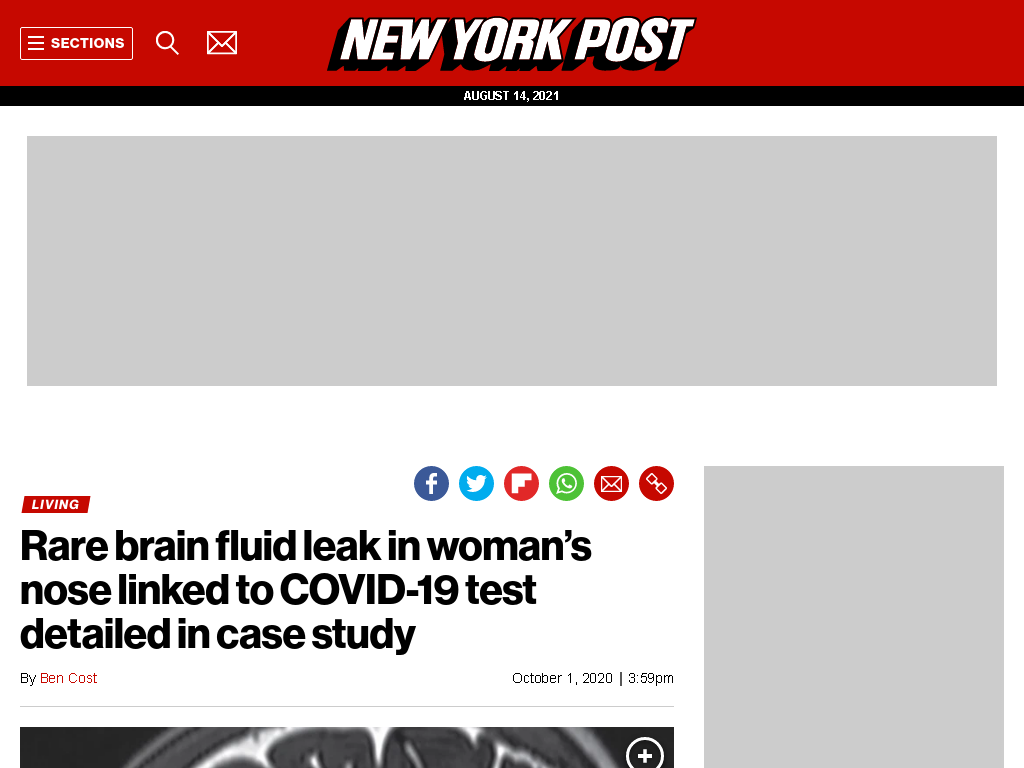 SECTIONS
NEW YORK POST
AUGUST 14, 2021
LIVING
Rare brain fluid leak in woman’s
nose linked to COVID-19 test
detailed in case study
By Ben Cost
October 1, 2020 | 3:59pm